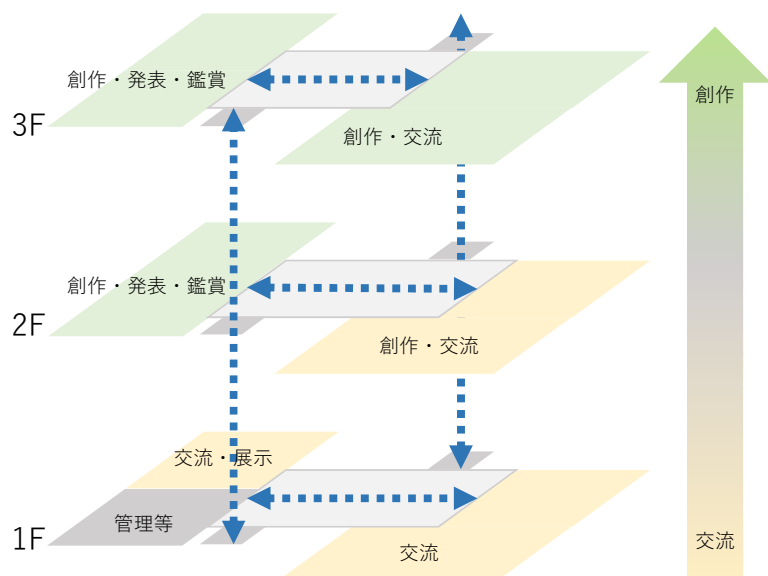 創作・発表・鑑賞
創作
3F
創作・交流
創作・発表・鑑賞
2F
創作・交流
交流・展示
管理等
1F
交流
交流